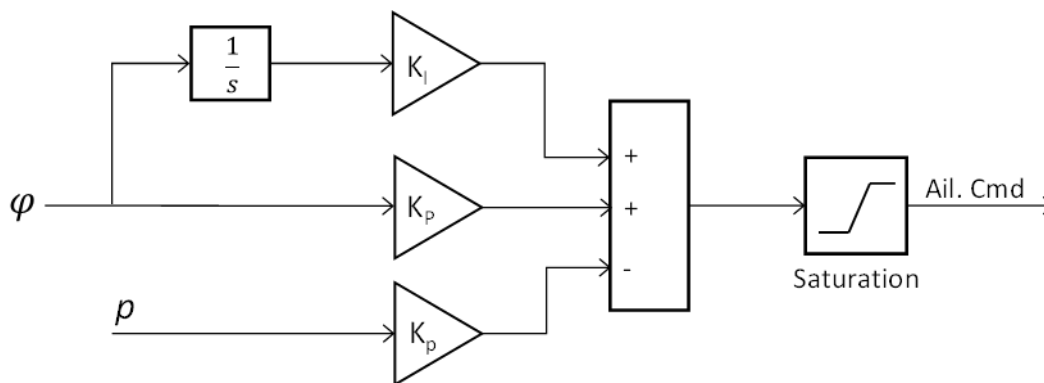 1
s
K_I
+
φ
K_P
+
Ail. Cmd
-
Saturation
p
K_p